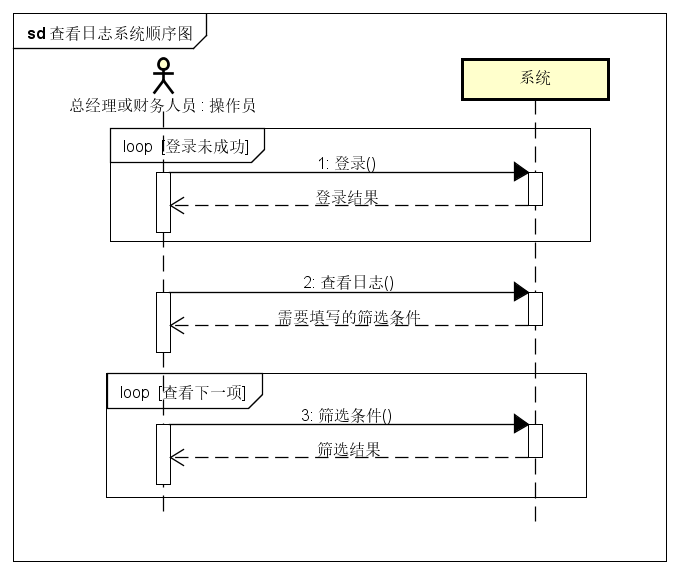 sd 查看日志系统顺序图
总经理或财务人员 : 操作员
系统
loop [登录未成功]
1: 登录()
登录结果
2: 查看日志()
需要填写的筛选条件
loop [查看下一项]
3: 筛选条件()
筛选结果